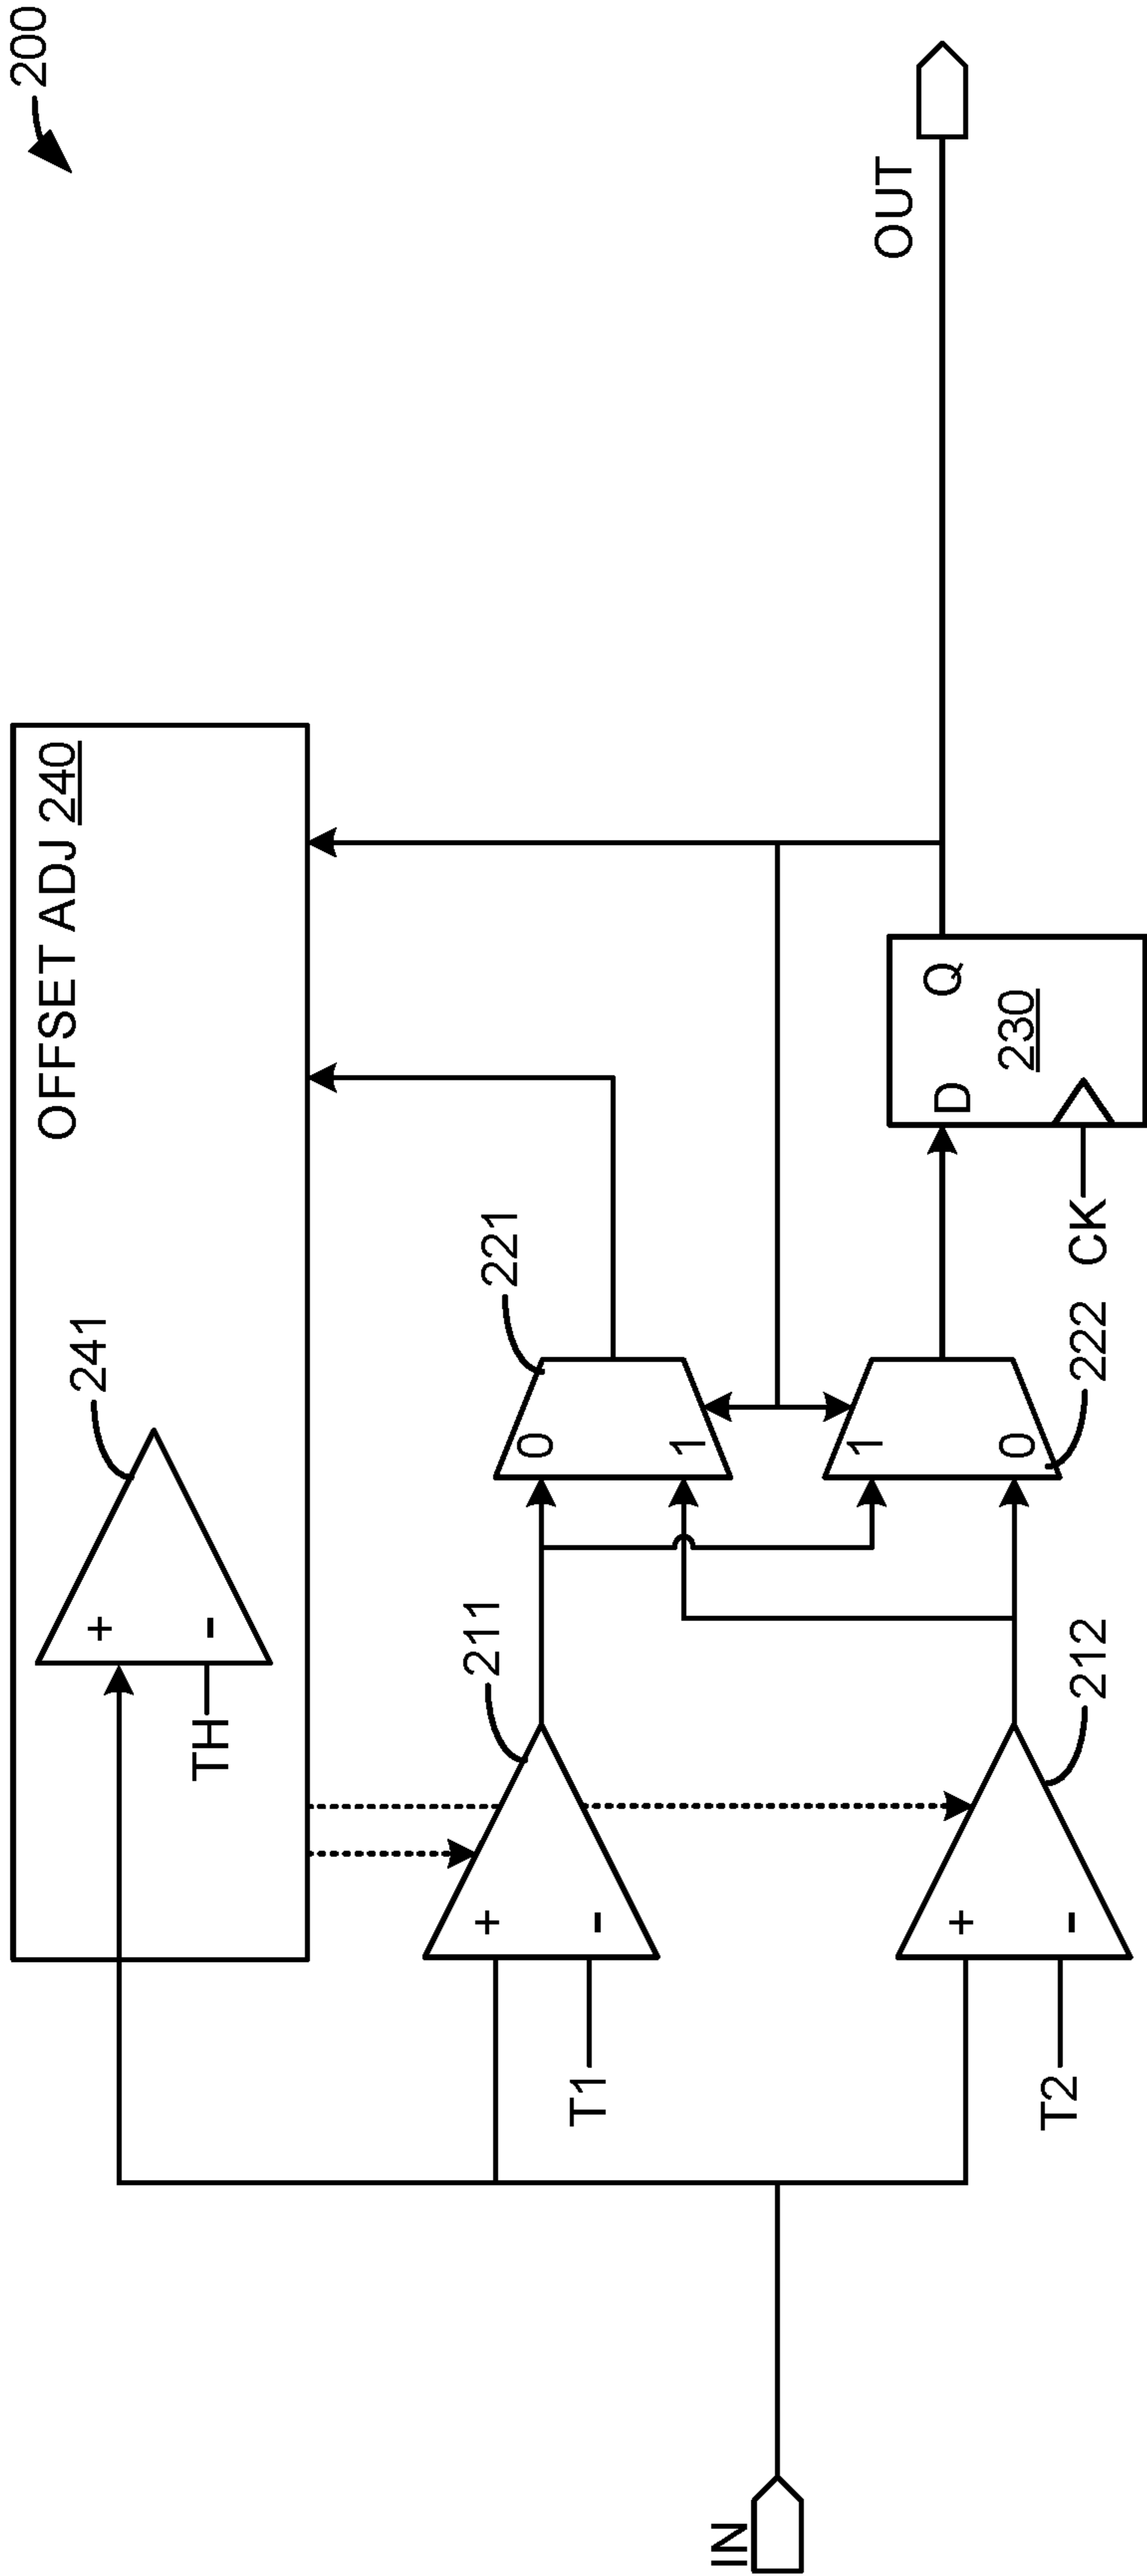 200
OFFSET ADJ 240
241
+
-
TH
211
+
-
T1
221
0
1
1
0
222
212
+
-
T2
D
Q
230
CK
IN
OUT